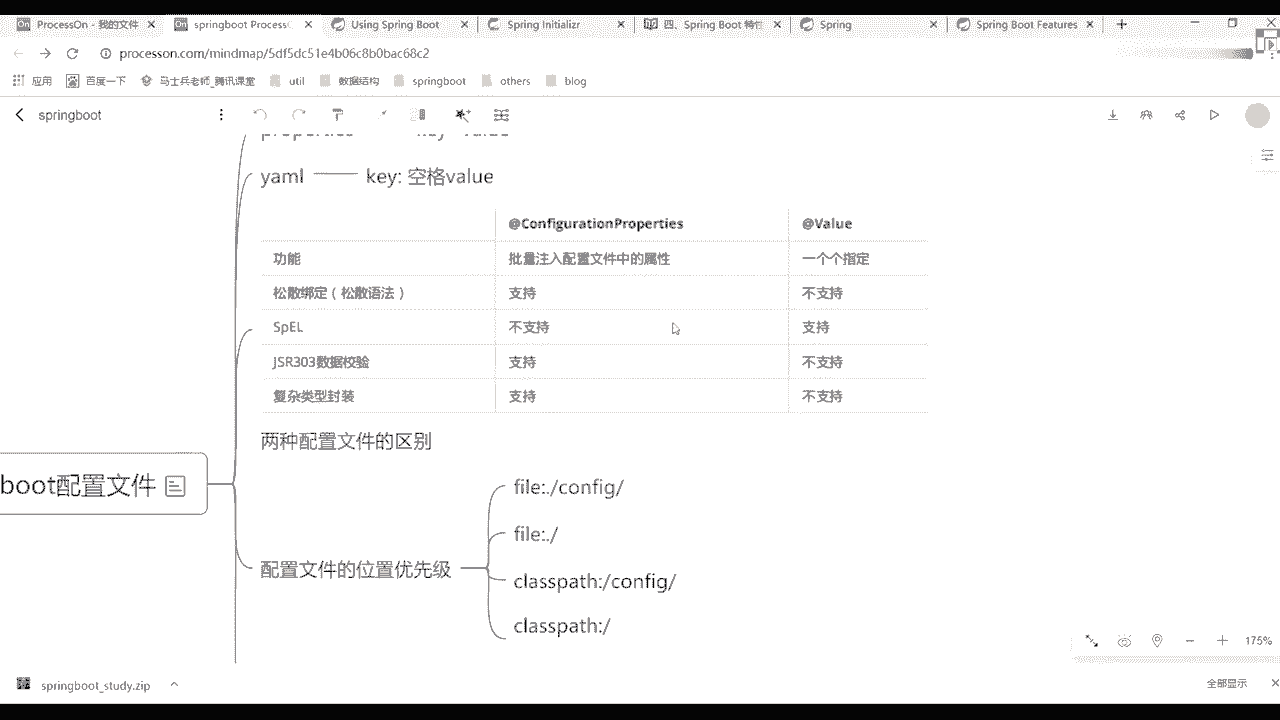 ProcessOn - 我的文件
springboot Process
Using Spring Boot
Spring Initializr
四、Spring Boot 特性
Spring
Spring Boot Features
processon.com/mindmap/5df5dc51e4b06c8b0bac68c2
应用
百度一下
马士兵老师_腾讯课堂
util
数据结构
springboot
others
blog
springboot
properties key=value
yaml key: 空格value
@ConfigurationProperties @Value
功能 批量注入配置文件中的属性 一个个指定
松散绑定（松散语法） 支持 不支持
SpEL 不支持 支持
JSR303数据校验 支持 不支持
复杂类型封装 支持 不支持
两种配置文件的区别
boot配置文件
file:./config/
file:./
配置文件的位置优先级
classpath:/config/
classpath:/
175%
springboot_study.zip
全部显示